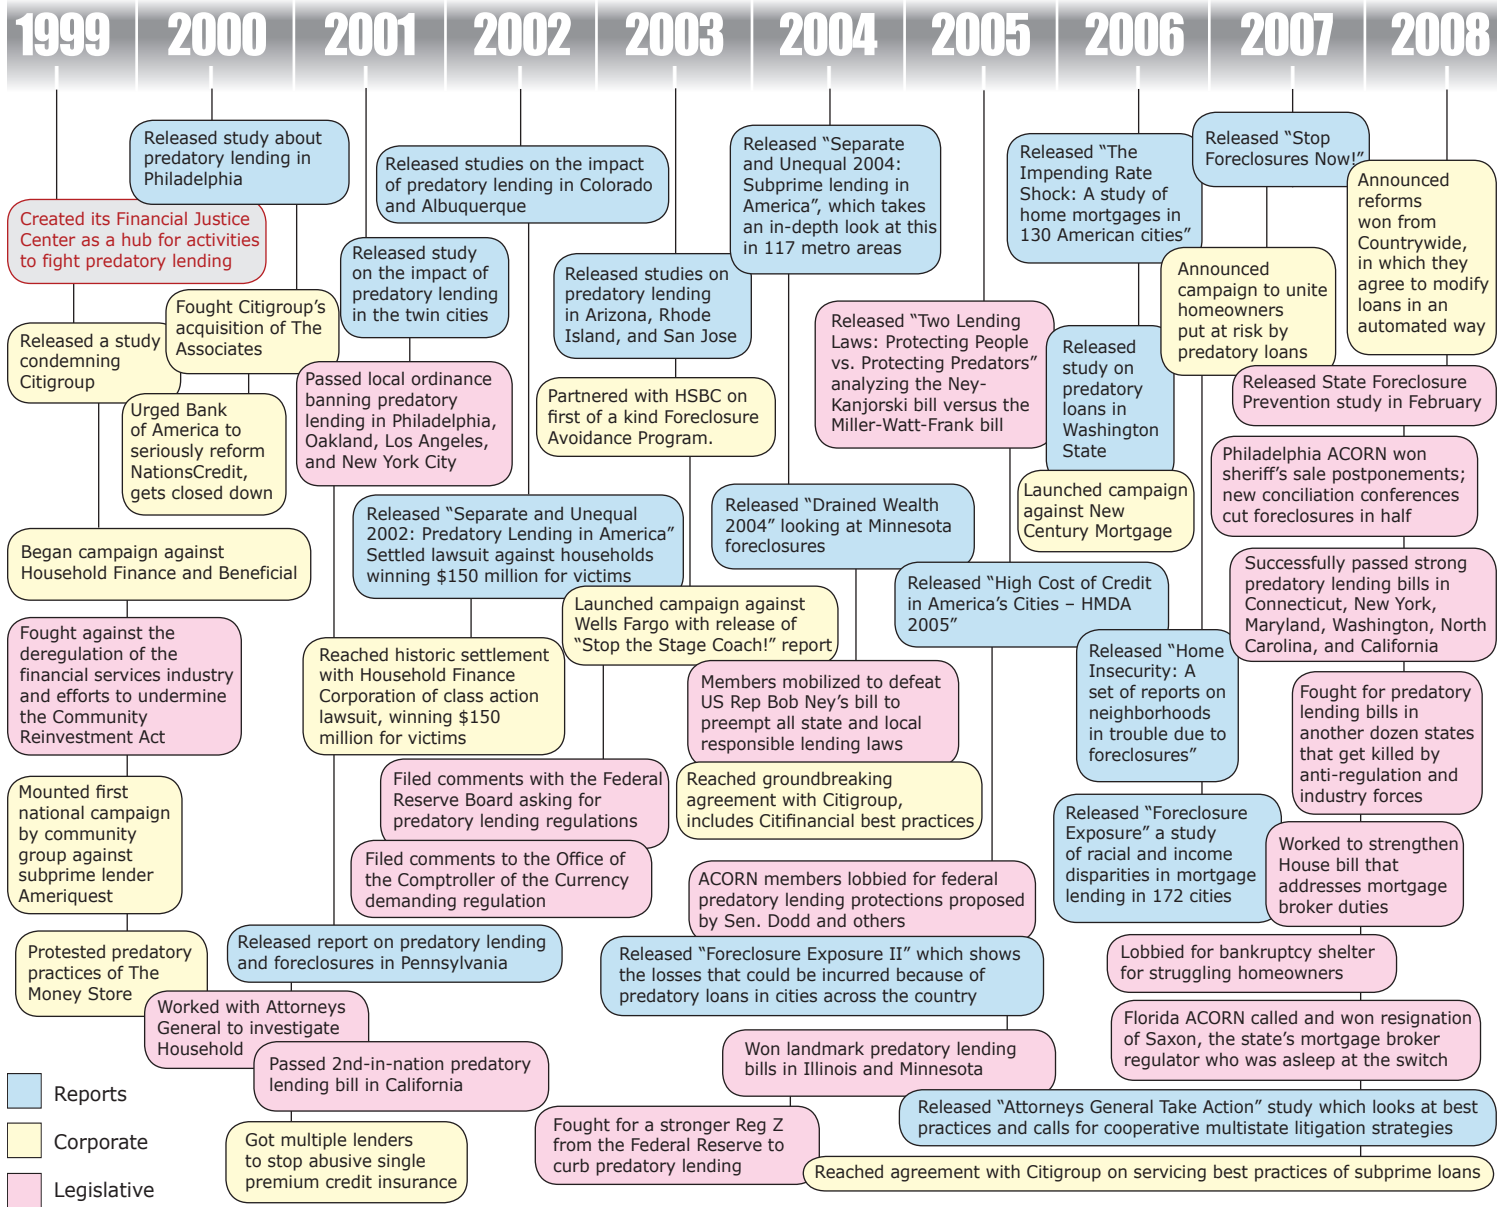 1999
2000
2001
2002
2003
2004
2005
2006
2007
2008
Created its Financial Justice
Center as a hub for activities
to fight predatory lending
Released a study
condemning
Citigroup
Began campaign against
Household Finance and Beneficial
Fought against the
deregulation of the
financial services industry
and efforts to undermine
the Community
Reinvestment Act
Mounted first
national campaign
by community
group against
subprime lender
Ameriquest
Protested predatory
practices of The
Money Store
Released study about
predatory lending in
Philadelphia
Fought Citigroup's
acquisition of The
Associates
Urged Bank
of America to
seriously reform
NationsCredit,
gets closed down
Released study
on the impact of
predatory lending
in the twin cities
Passed local ordinance
banning predatory
lending in Philadelphia,
Oakland, Los Angeles,
and New York City
Released report on predatory lending
and foreclosures in Pennsylvania
Worked with Attorneys
General to investigate
Household
Passed 2nd-in-nation predatory
lending bill in California
Got multiple lenders
to stop abusive single
premium credit insurance
Released studies on the impact
of predatory lending in Colorado
and Albuquerque
Released “Separate and Unequal
2002: Predatory Lending in America”
Settled lawsuit against households
winning $150 million for victims
Reached historic settlement
with Household Finance
Corporation of class action
lawsuit, winning $150
million for victims
Released studies on
predatory lending
in Arizona, Rhode
Island, and San Jose
Partnered with HSBC on
first of a kind Foreclosure
Avoidance Program.
Launched campaign against
Wells Fargo with release of
“Stop the Stage Coach!” report
Filed comments with the Federal
Reserve Board asking for
predatory lending regulations
Filed comments to the Office of
the Comptroller of the Currency
demanding regulation
Released “Separate
and Unequal 2004:
Subprime lending in
America”, which takes
an in-depth look at this
in 117 metro areas
Released “Drained Wealth
2004” looking at Minnesota
foreclosures
Members mobilized to defeat
US Rep Bob Ney's bill to
preempt all state and local
responsible lending laws
Reached groundbreaking
agreement with Citigroup,
includes Citifinancial best practices
Released “Two Lending
Laws: Protecting People
vs. Protecting Predators”
analyzing the Ney-
Kanjorski bill versus the
Miller-Watt-Frank bill
Released “High Cost of Credit
in America's Cities – HMDA
2005”
ACORN members lobbied for federal
predatory lending protections proposed
by Sen. Dodd and others
Released “Foreclosure Exposure II” which shows
the losses that could be incurred because of
predatory loans in cities across the country
Won landmark predatory lending
bills in Illinois and Minnesota
Fought for a stronger Reg Z
from the Federal Reserve to
curb predatory lending
Released “The
Impending Rate
Shock: A study of
home mortgages in
130 American cities”
Released
study on
predatory
loans in
Washington
State
Launched campaign
against New
Century Mortgage
Released “Home
Insecurity: A
set of reports on
neighborhoods
in trouble due to
foreclosures”
Released “Foreclosure
Exposure” a study
of racial and income
disparities in mortgage
lending in 172 cities
Released “Stop
Foreclosures Now!”
Announced
campaign to unite
homeowners
put at risk by
predatory loans
Announced
reforms
won from
Countrywide,
in which they
agree to modify
loans in an
automated way
Released State Foreclosure
Prevention study in February
Philadelphia ACORN won
sheriff's sale postponements;
new conciliation conferences
cut foreclosures in half
Successfully passed strong
predatory lending bills in
Connecticut, New York,
Maryland, Washington, North
Carolina, and California
Fought for predatory
lending bills in
another dozen states
that get killed by
anti-regulation and
industry forces
Worked to strengthen
House bill that
addresses mortgage
broker duties
Lobbied for bankruptcy shelter
for struggling homeowners
Florida ACORN called and won resignation
of Saxon, the state's mortgage broker
regulator who was asleep at the switch
Released “Attorneys General Take Action” study which looks at best
practices and calls for cooperative multistate litigation strategies
Reached agreement with Citigroup on servicing best practices of subprime loans
Reports
Corporate
Legislative